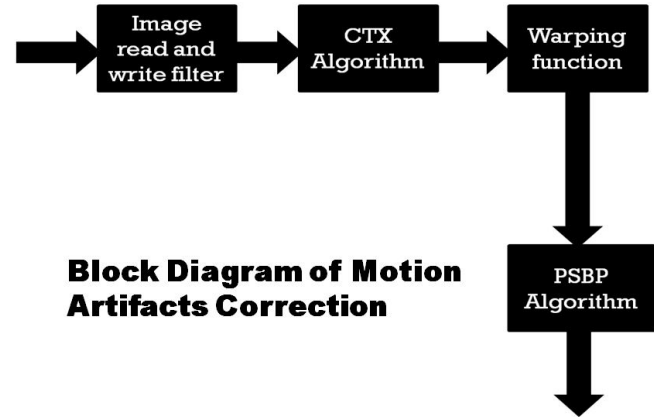 Image
read and
write filter
CTX
Algorithm
Warping
function
Block Diagram of Motion
Artifacts Correction
PSBP
Algorithm